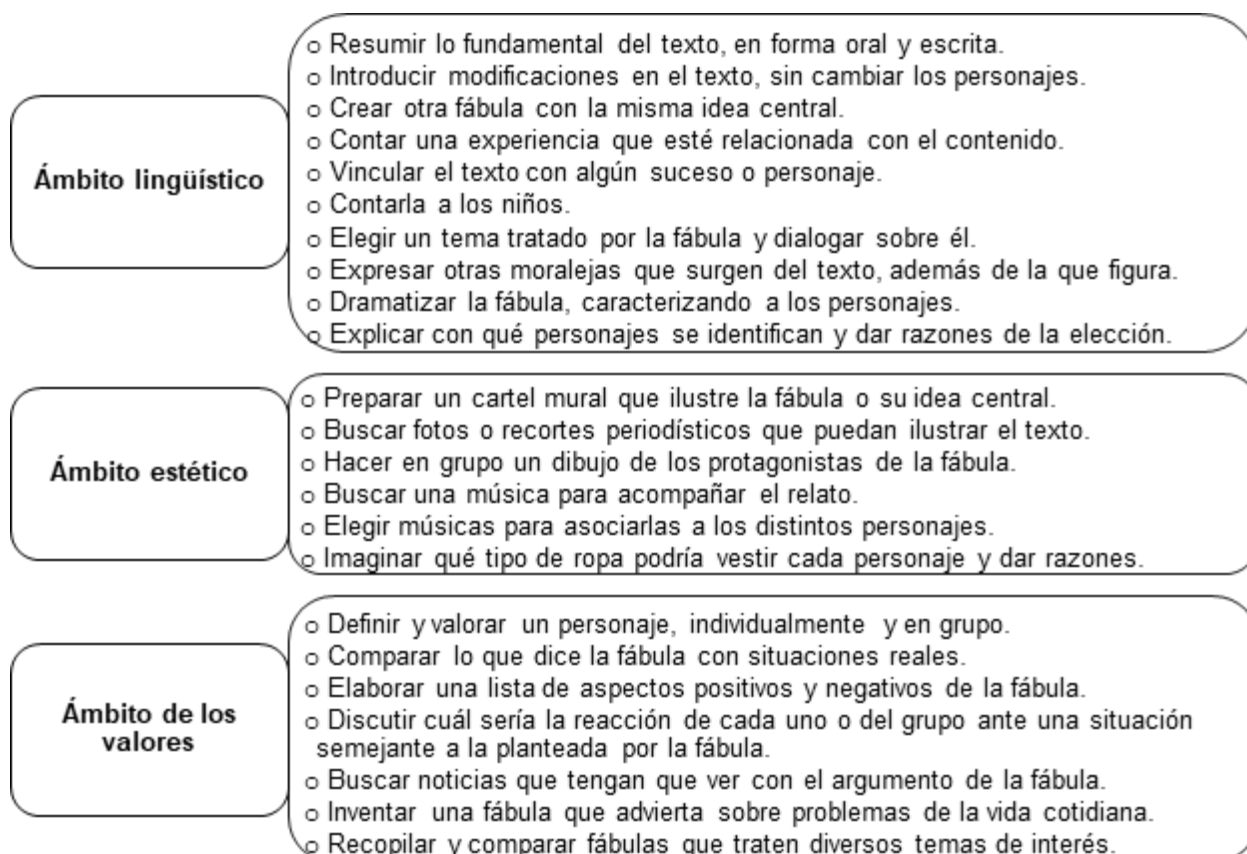 Ámbito lingüístico
o Resumir lo fundamental del texto, en forma oral y escrita.
o Introducir modificaciones en el texto, sin cambiar los personajes.
o Crear otra fábula con la misma idea central.
o Contar una experiencia que esté relacionada con el contenido.
o Vincular el texto con algún suceso o personaje.
o Contarla a los niños.
o Elegir un tema tratado por la fábula y dialogar sobre él.
o Expresar otras moralejas que surgen del texto, además de la que figura.
o Dramatizar la fábula, caracterizando a los personajes.
o Explicar con qué personajes se identifican y dar razones de la elección.
Ámbito estético
o Preparar un cartel mural que ilustre la fábula o su idea central.
o Buscar fotos o recortes periodísticos que puedan ilustrar el texto.
o Hacer en grupo un dibujo de los protagonistas de la fábula.
o Buscar una música para acompañar el relato.
o Elegir músicas para asociarlas a los distintos personajes.
o Imaginar qué tipo de ropa podría vestir cada personaje y dar razones.
Ámbito de los
valores
o Definir y valorar un personaje, individualmente y en grupo.
o Comparar lo que dice la fábula con situaciones reales.
o Elaborar una lista de aspectos positivos y negativos de la fábula.
o Discutir cuál sería la reacción de cada uno o del grupo ante una situación
semejante a la planteada por la fábula.
o Buscar noticias que tengan que ver con el argumento de la fábula.
o Inventar una fábula que advierta sobre problemas de la vida cotidiana.
o Recopilar y comparar fábulas que traten diversos temas de interés.